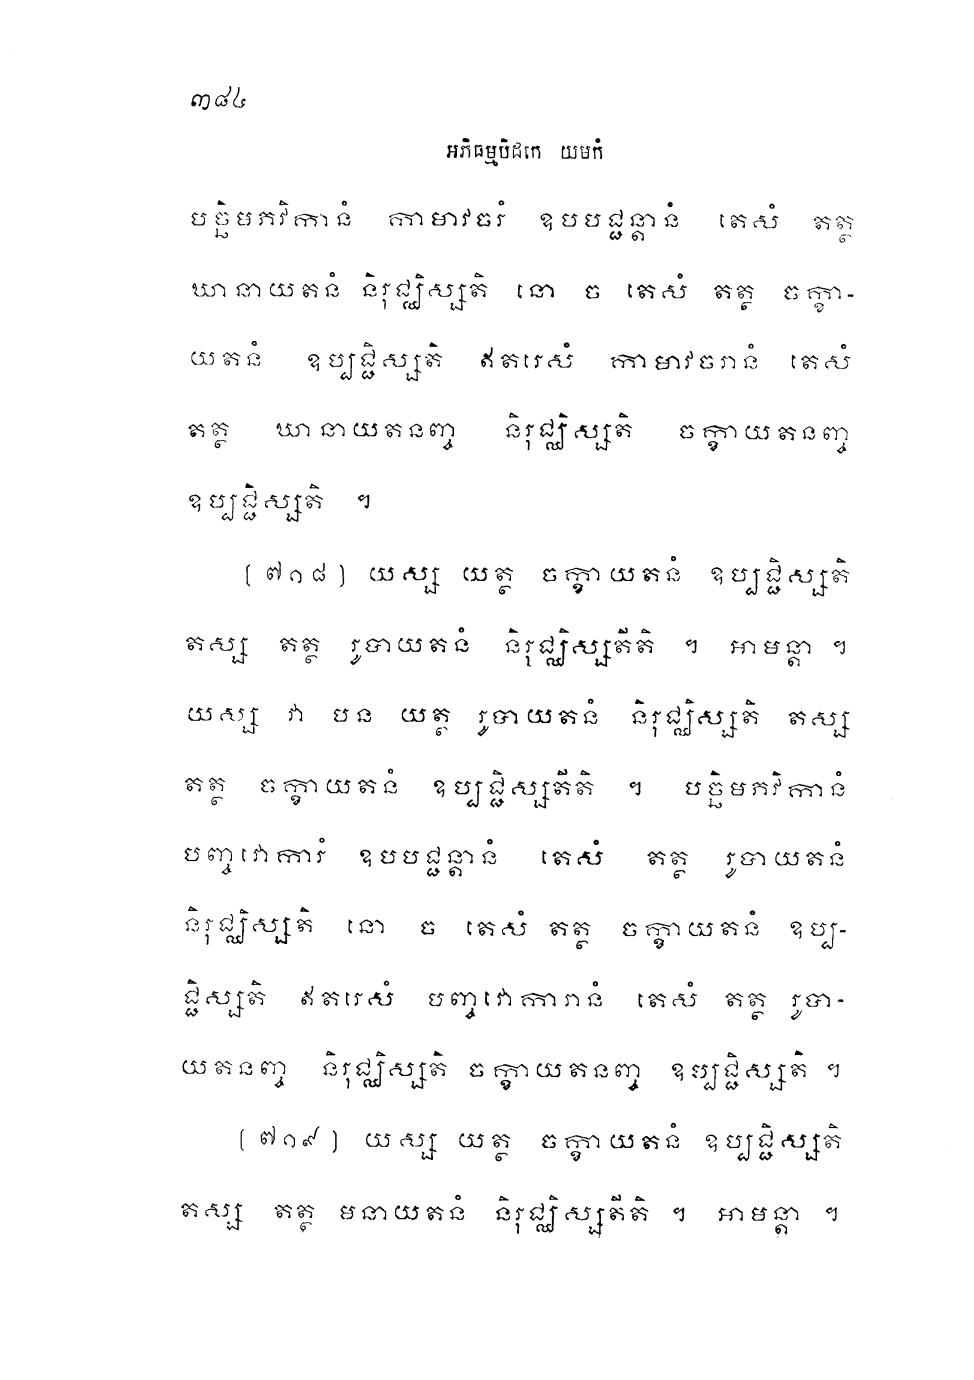 ៣៨៤
អភិធម្មបិដកេ យមកំ
បច្ឆិមភវិកានំ កាមាវចរំ ឧបបជ្ជន្តានំ តេសំ តត្ថ
ឃានាយតនំ និរុជ្ឈិស្សតិ នោ ច តេសំ តត្ថ ចក្ខា-
យតនំ ឧប្បជ្ជិស្សតិ ឥតរេសំ កាមាវចរានំ តេសំ
តត្ថ ឃានាយតនញ្ច និរុជ្ឈិស្សតិ ចក្ខាយតនញ្ច
ឧប្បជ្ជិស្សតិ ។
(៧១៨) យស្ស យត្ថ ចក្ខាយតនំ ឧប្បជ្ជិស្សតិ
តស្ស តត្ថ រូបាយតនំ និរុជ្ឈិស្សតីតិ ។ អាមន្តា ។
យស្ស វា បន យត្ថ រូបាយតនំ និរុជ្ឈិស្សតិ តស្ស
តត្ថ ចក្ខាយតនំ ឧប្បជ្ជិស្សតីតិ ។ បច្ឆិមភវិកានំ
បញ្ចវោការំ ឧបបជ្ជន្តានំ តេសំ តត្ថ រូបាយតនំ
និរុជ្ឈិស្សតិ នោ ច តេសំ តត្ថ ចក្ខាយតនំ ឧប្ប-
ជ្ជិស្សតិ ឥតរេសំ បញ្ចវោការានំ តេសំ តត្ថ រូបា-
យតនញ្ច និរុជ្ឈិស្សតិ ចក្ខាយតនញ្ច ឧប្បជ្ជិស្សតិ ។
(៧១៩) យស្ស យត្ថ ចក្ខាយតនំ ឧប្បជ្ជិស្សតិ
តស្ស តត្ថ មនាយតនំ និរុជ្ឈិស្សតីតិ ។ អាមន្តា ។